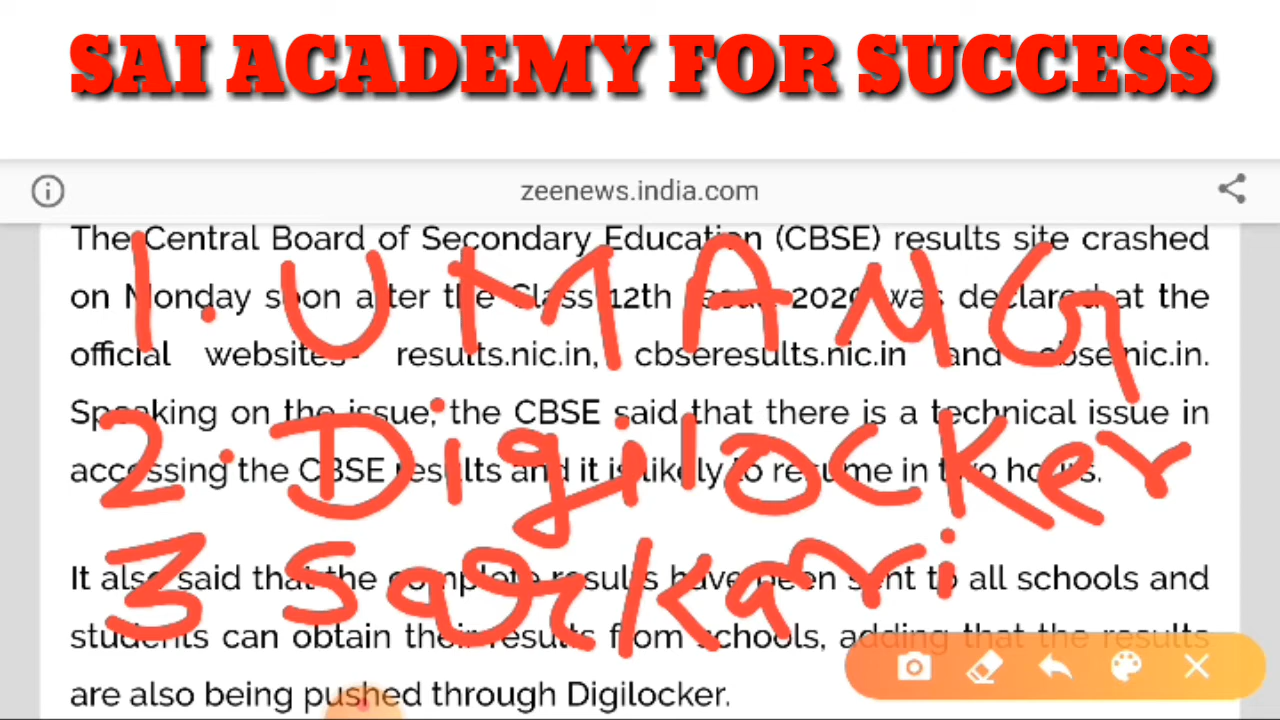 SAI ACADEMY FOR SUCCESS
zeenews.india.com
The Central Board of Secondary Education (CBSE) results site crashed
1. UMANG
on Monday soon after the Class 12th 2020 was declared at the
official websites- results.nic.in, cbseresults.nic.in and cbse.nic.in.
Speaking on the issue, the CBSE said that there is a technical issue in
2. Digilocker
accessing the CBSE results and it is likely to resume in two hours.
3 Sarkari
It also said that the complete results have been sent to all schools and
students can obtain their results from schools, adding that the results
are also being pushed through Digilocker.